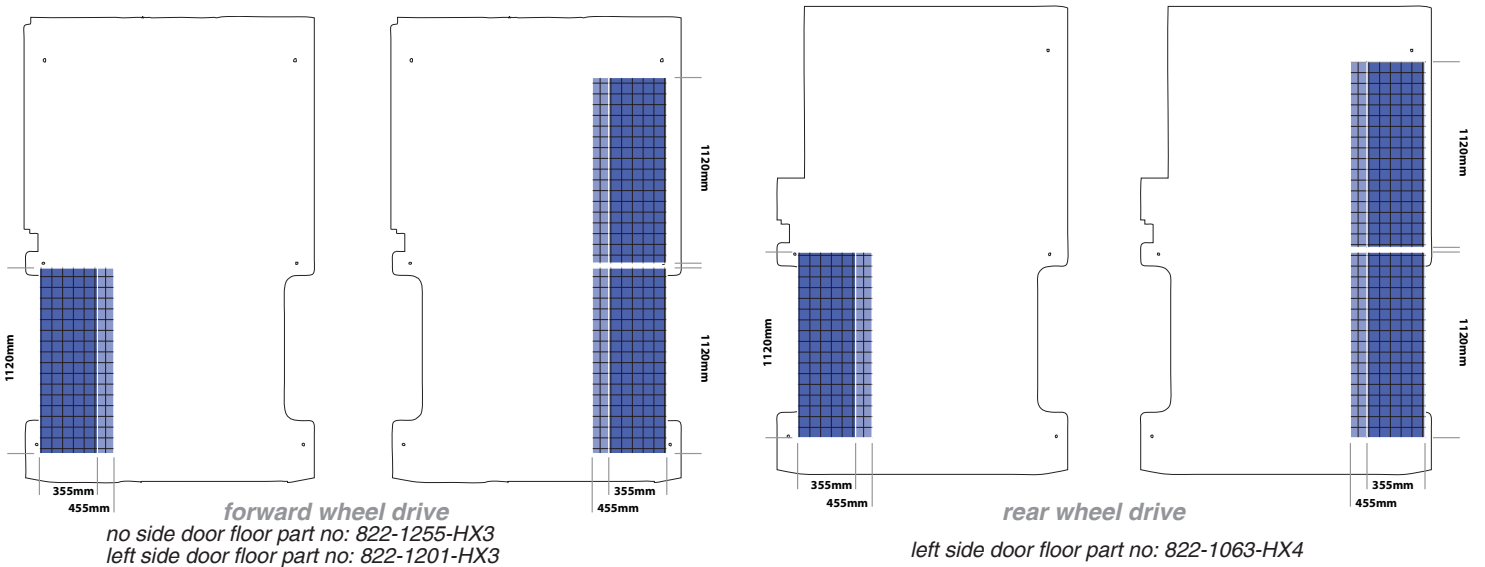 1120mm
1120mm
1120mm
355mm
455mm
355mm
455mm
forward wheel drive
no side door floor part no: 822-1255-HX3
left side door floor part no: 822-1201-HX3
1120mm
1120mm
1120mm
355mm
455mm
355mm
455mm
rear wheel drive
left side door floor part no: 822-1063-HX4